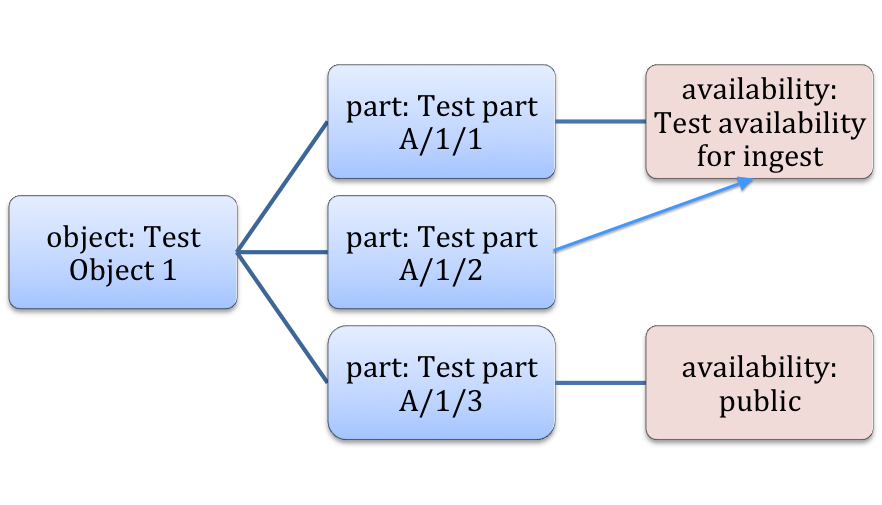 object: Test
Object 1
part: Test part
A/1/1
part: Test part
A/1/2
part: Test part
A/1/3
availability:
Test availability
for ingest
availability:
public